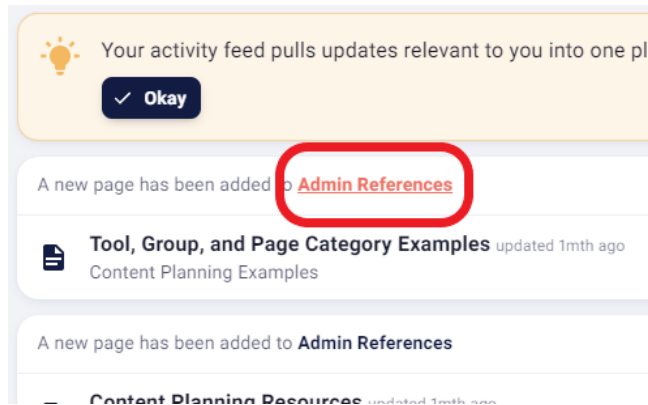 Your activity feed pulls updates relevant to you into one
Okay
A new page has been added Admin References
Tool, Group, and Page Category Examples updated 1mth ago
Content Planning Examples
A new page has been added to Admin References
Content Planning Resources updated 1mth ago